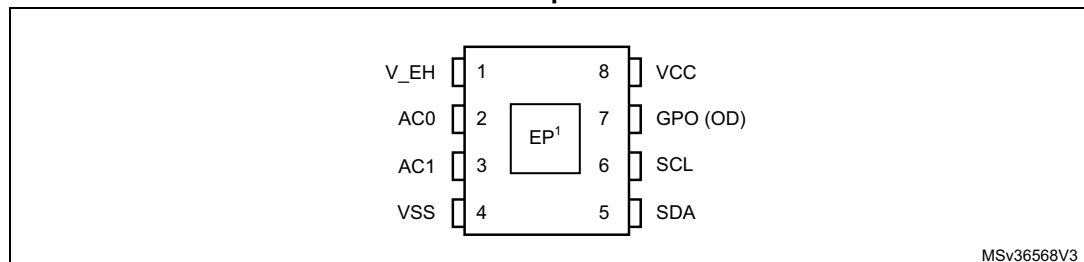 V_EH 1 8 VCC
AC0 2 7 GPO (OD)
EP¹
AC1 3 6 SCL
VSS 4 5 SDA
MSv36568V3